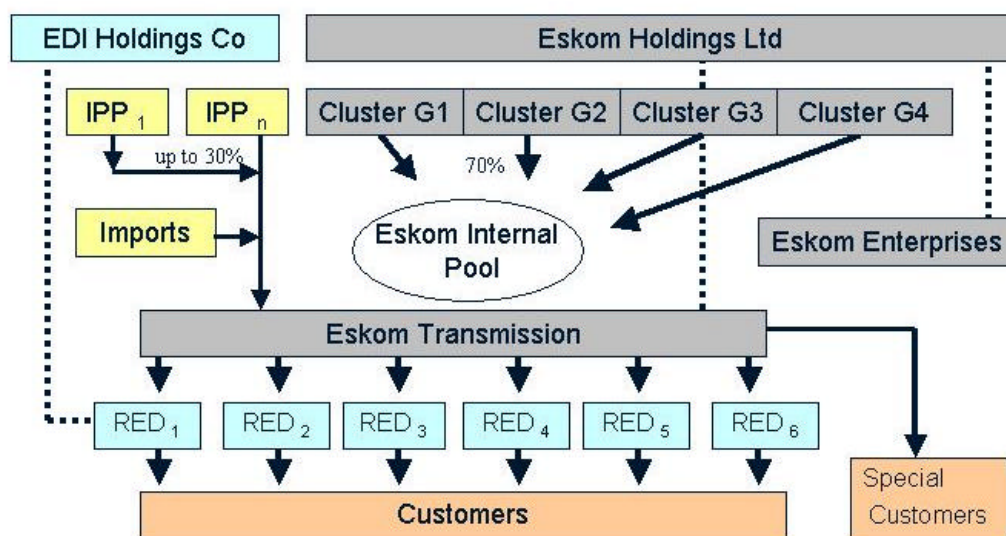 EDI Holdings Co
Eskom Holdings Ltd
IPP 1
IPP n
Cluster G1
Cluster G2
Cluster G3
Cluster G4
up to 30%
70%
Imports
Eskom Internal
Pool
Eskom Enterprises
Eskom Transmission
RED 1
RED 2
RED 3
RED 4
RED 5
RED 6
Customers
Special
Customers